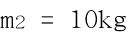 m2 = 10kg